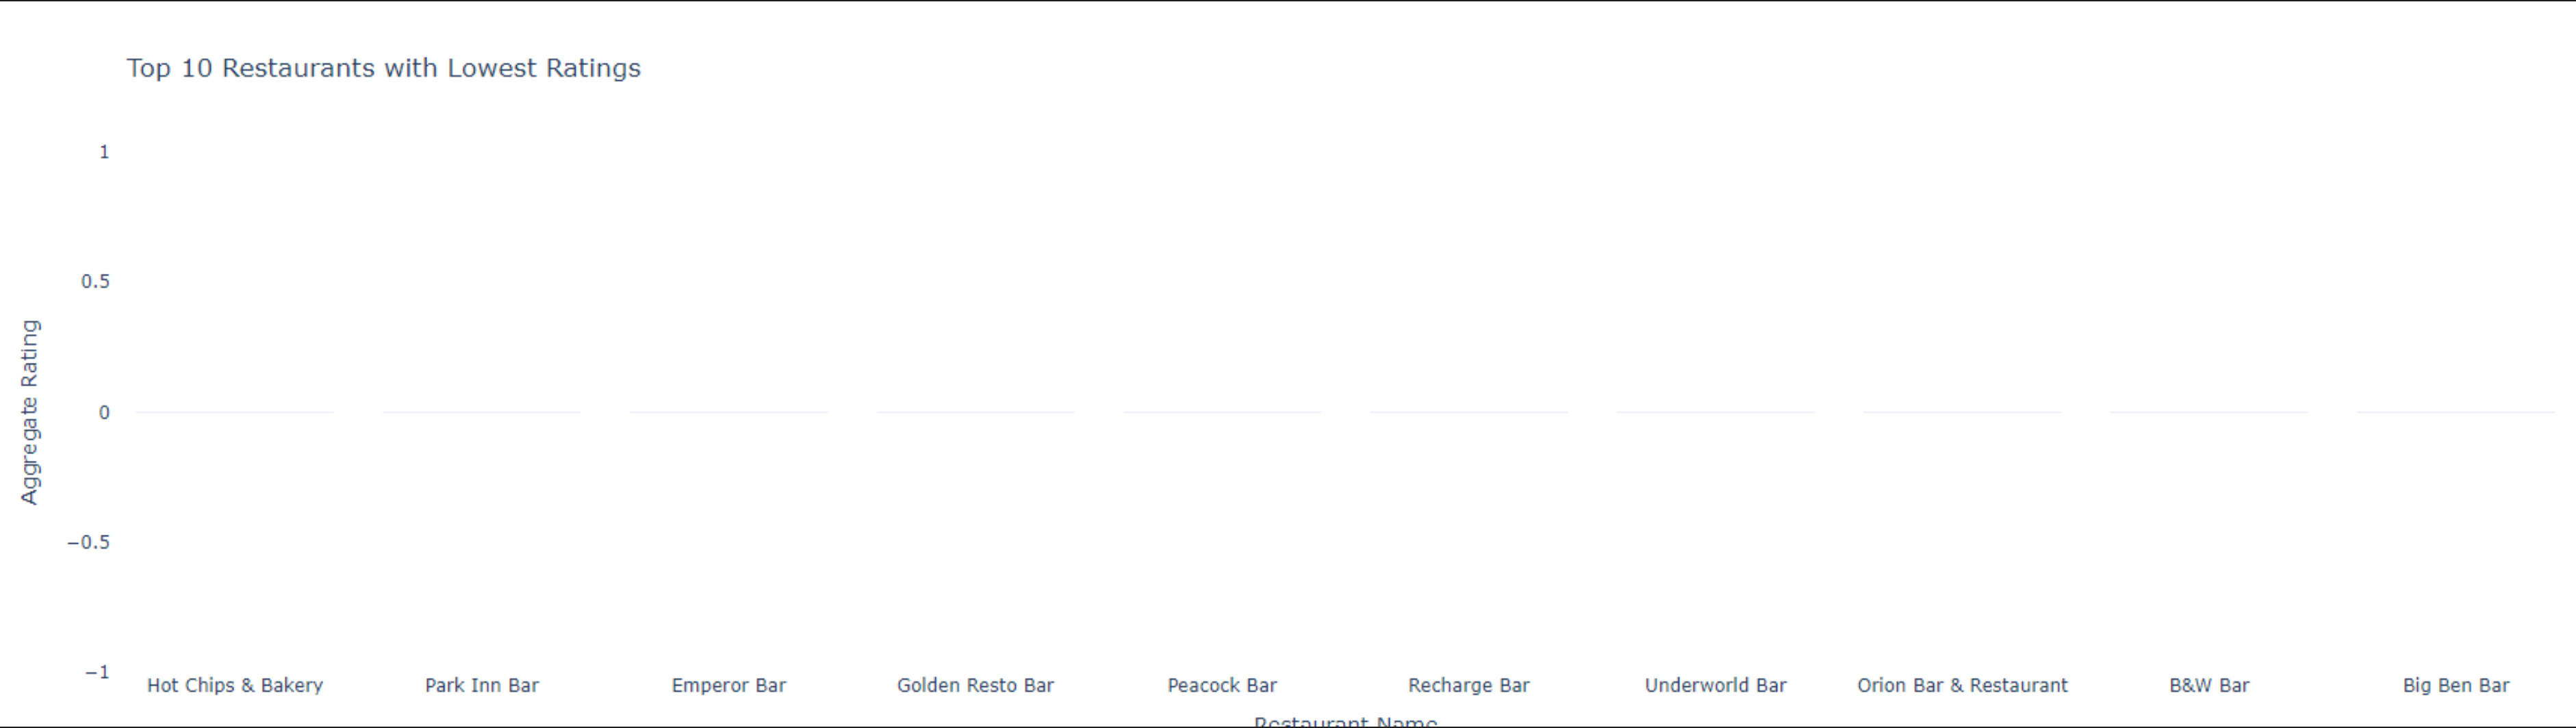 Top 10 Restaurants with Lowest Ratings
1
0.5
0
−0.5
−1
Aggregate Rating
Hot Chips & Bakery Park Inn Bar Emperor Bar Golden Resto Bar Peacock Bar Recharge Bar Underworld Bar Orion Bar & Restaurant B&W Bar Big Ben Bar
Restaurant Name